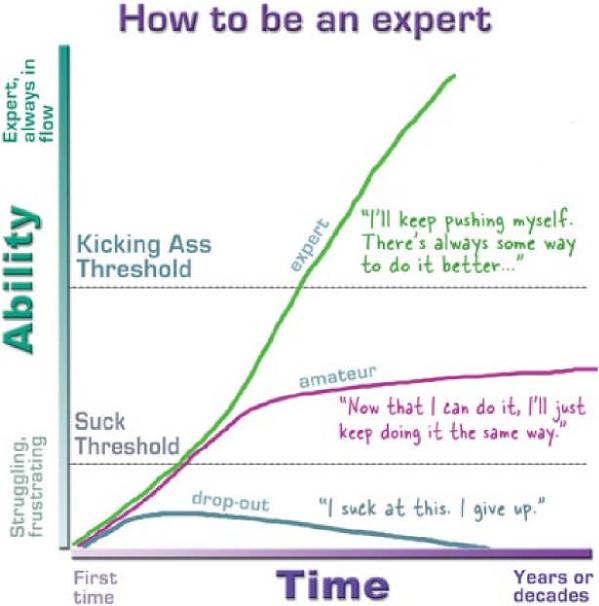 How to be an expert
Expert,
always in
flow
Ability
Struggling,
frustrating
Kicking Ass
Threshold
expert
"I'll keep pushing myself.
There's always some way
to do it better..."
amateur
"Now that I can do it, I'll just
keep doing it the same way."
Suck
Threshold
drop-out
"I suck at this. I give up."
First
time
Time
Years or
decades